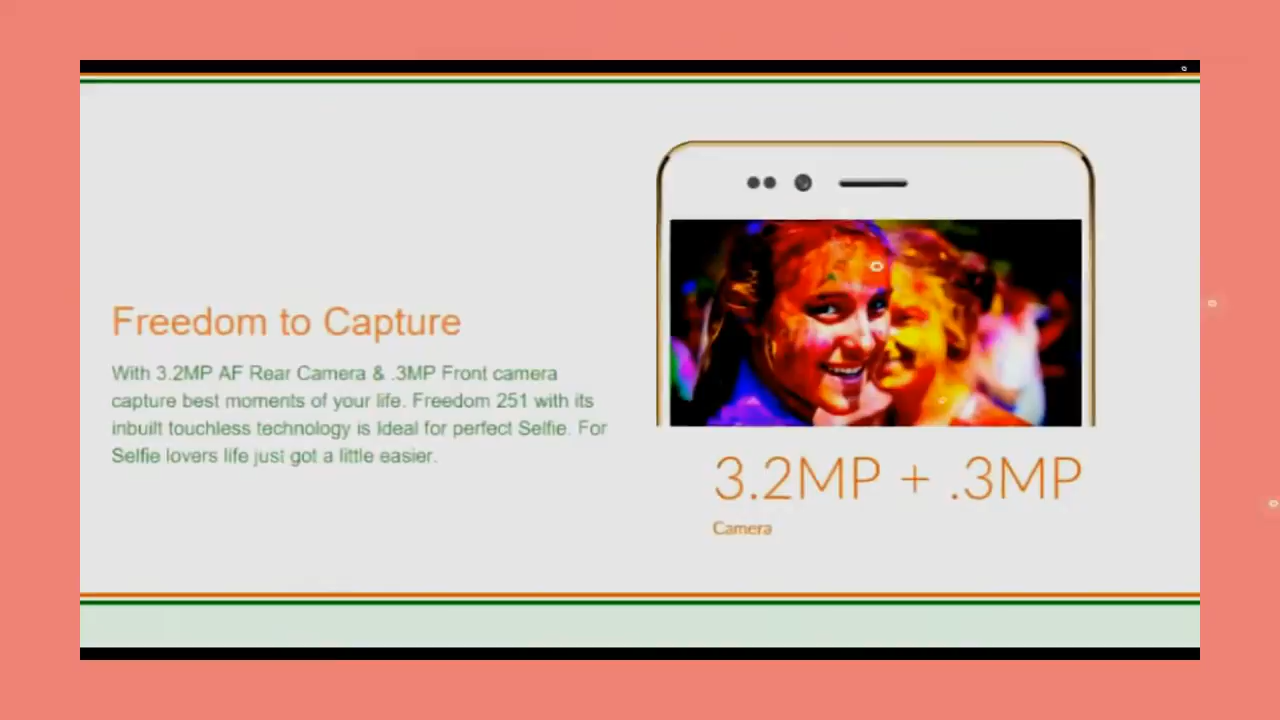 Freedom to Capture
With 3.2MP AF Rear Camera & .3MP Front camera
capture best moments of your life. Freedom 251 with its
inbuilt touchless technology is Ideal for perfect Selfie. For
Selfie lovers life just got a little easier.
3.2MP + .3MP
Camera